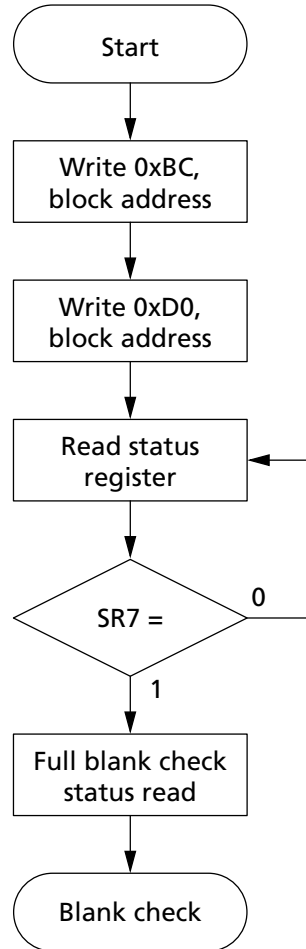 Start
Write 0xBC,
block address
Write 0xD0,
block address
Read status
register
SR7 =
0
1
Full blank check
status read
Blank check